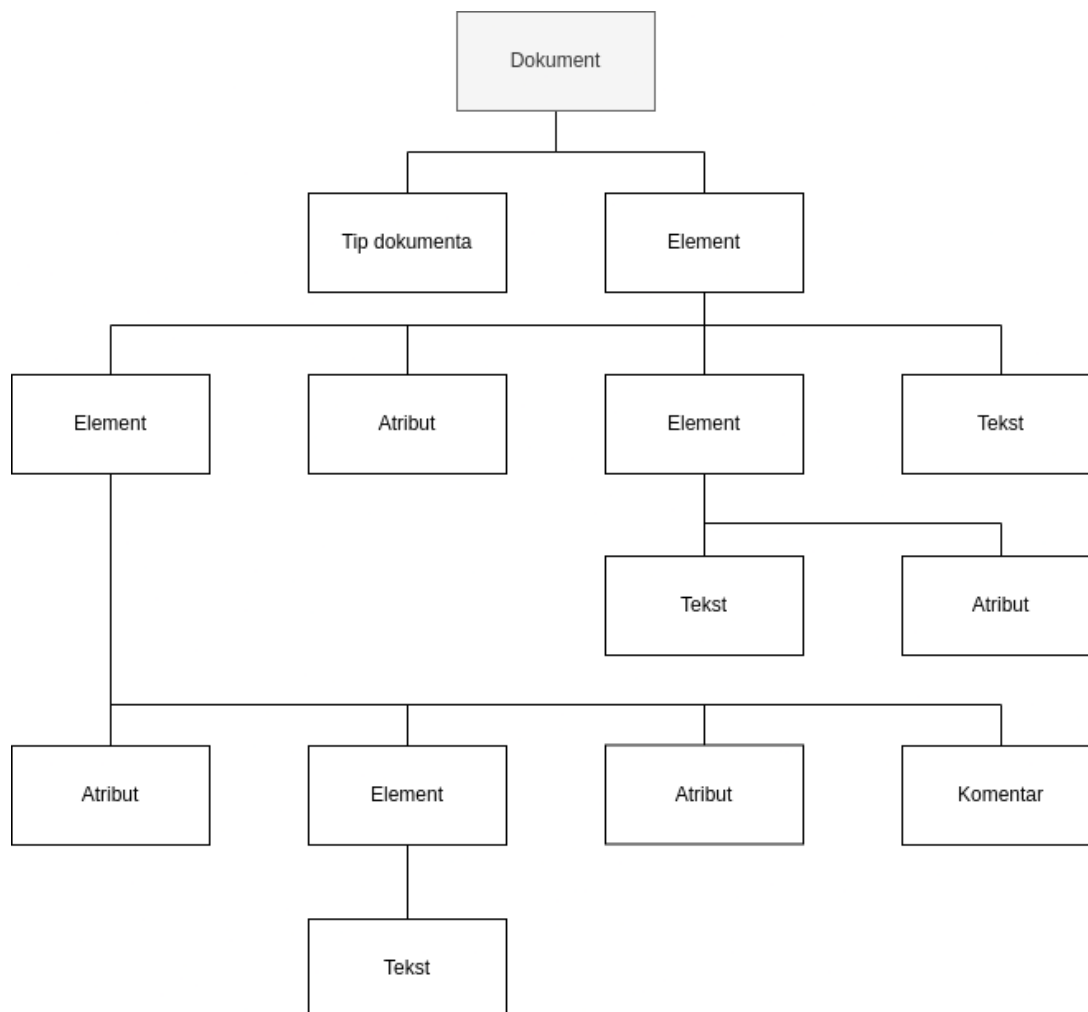 Dokument
Tip dokumenta
Element
Element
Atribut
Element
Tekst
Tekst
Atribut
Atribut
Element
Atribut
Komentar
Tekst